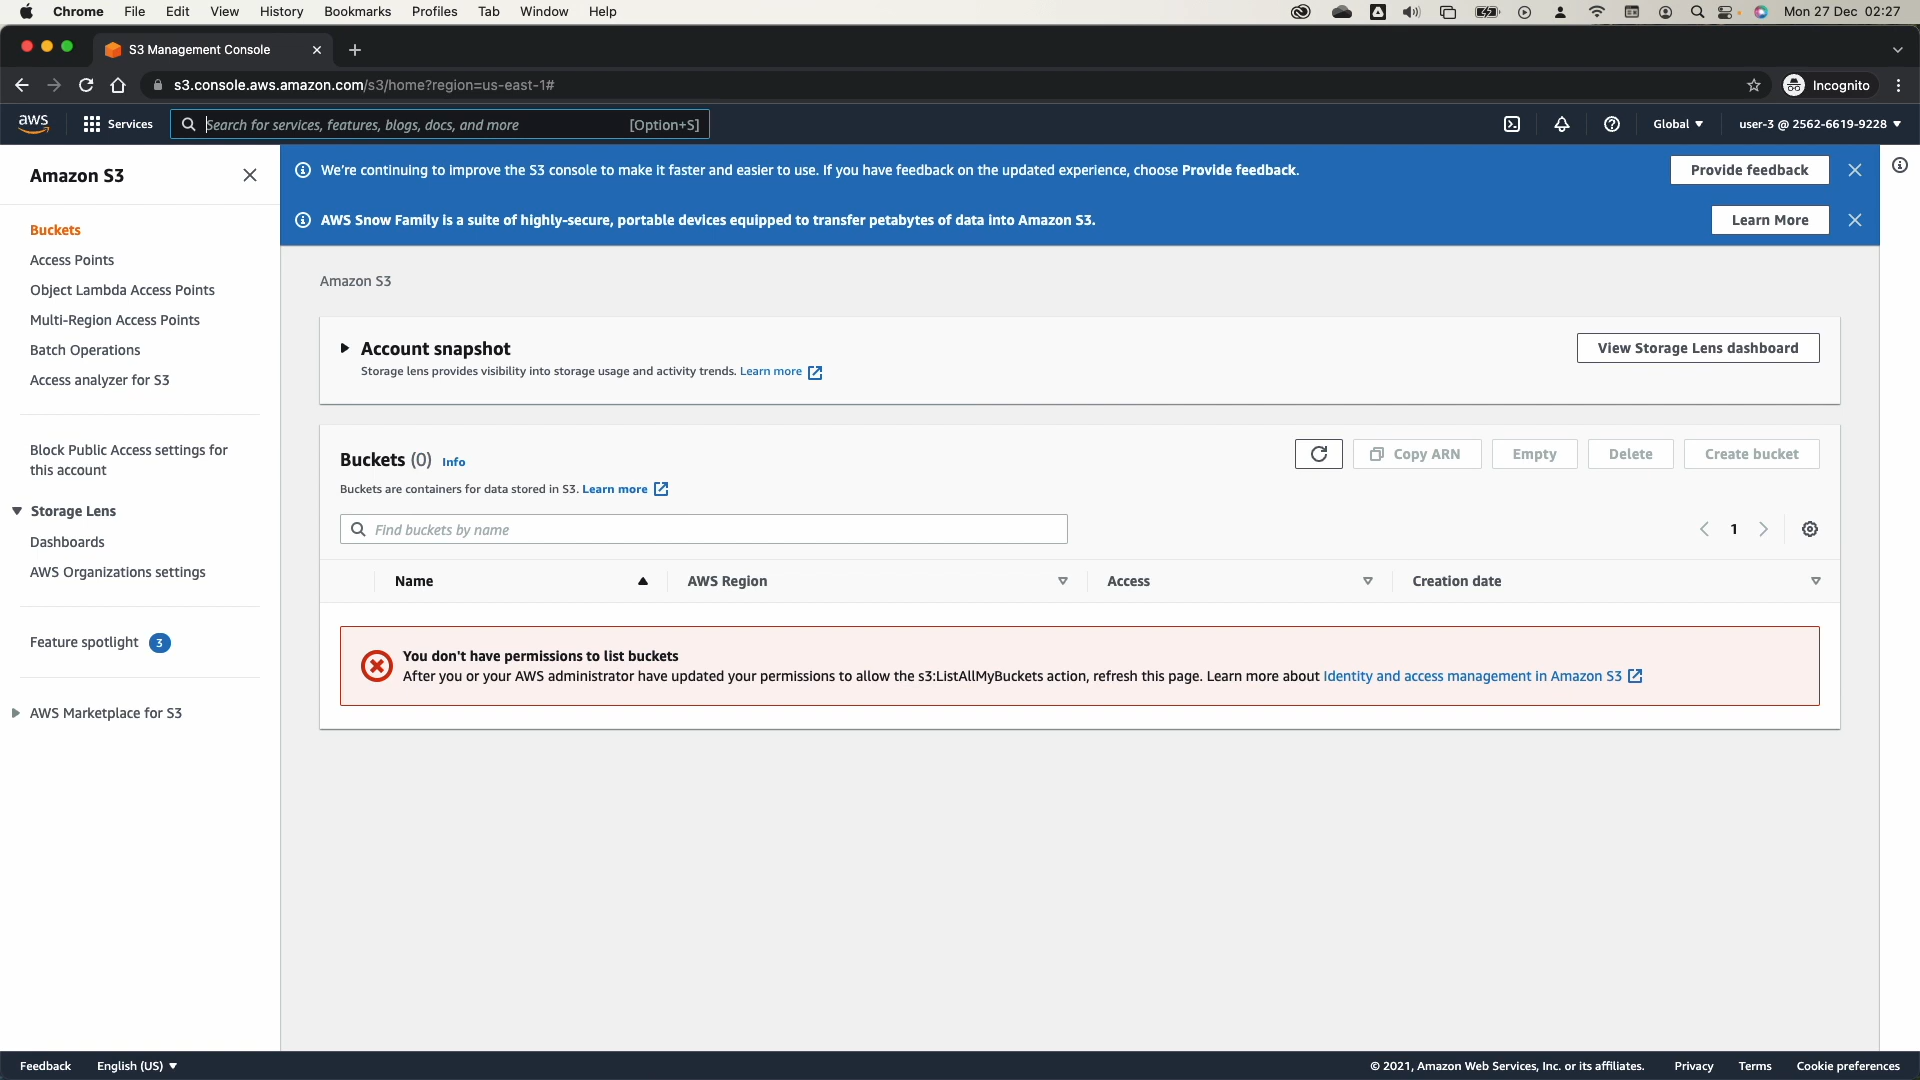 Chrome File Edit View History Bookmarks Profiles Tab Window Help Mon 27 Dec 02:27
S3 Management Console
s3.console.aws.amazon.com/s3/home?region=us-east-1# Incognito
aws Services Search for services, features, blogs, docs, and more [Option+S] Global user-3 @ 2562-6619-9228
Amazon S3
Buckets
Access Points
Object Lambda Access Points
Multi-Region Access Points
Batch Operations
Access analyzer for S3
Block Public Access settings for
this account
Storage Lens
Dashboards
AWS Organizations settings
Feature spotlight 3
AWS Marketplace for S3
We're continuing to improve the S3 console to make it faster and easier to use. If you have feedback on the updated experience, choose Provide feedback. Provide feedback
AWS Snow Family is a suite of highly-secure, portable devices equipped to transfer petabytes of data into Amazon S3. Learn More
Amazon S3
Account snapshot View Storage Lens dashboard
Storage lens provides visibility into storage usage and activity trends. Learn more
Buckets (0) Info Copy ARN Empty Delete Create bucket
Buckets are containers for data stored in S3. Learn more
Find buckets by name 1
Name AWS Region Access Creation date
You don't have permissions to list buckets
After you or your AWS administrator have updated your permissions to allow the s3:ListAllMyBuckets action, refresh this page. Learn more about Identity and access management in Amazon S3
Feedback English (US) © 2021, Amazon Web Services, Inc. or its affiliates. Privacy Terms Cookie preferences